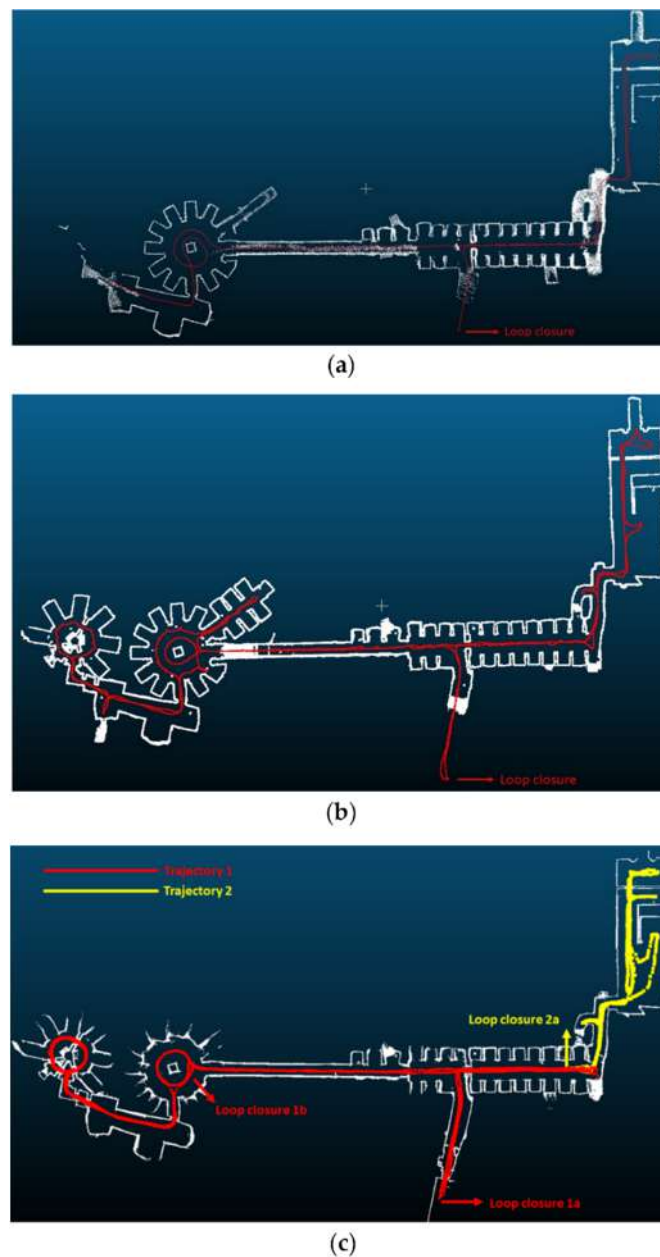 Loop closure
(a)
Loop closure
(b)
Trajectory 1
Trajectory 2
Loop closure 2a
Loop closure 1b
Loop closure 1a
(c)